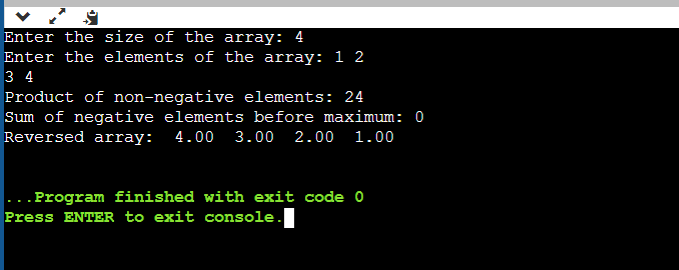 Enter the size of the array: 4
Enter the elements of the array: 1 2
3 4
Product of non-negative elements: 24
Sum of negative elements before maximum: 0
Reversed array:  4.00  3.00  2.00  1.00
...Program finished with exit code 0
Press ENTER to exit console.